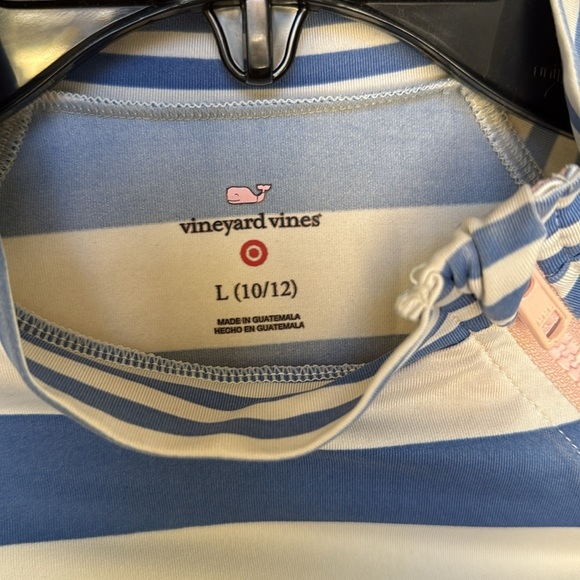 vineyard vines
L (10/12)
MADE IN GUATEMALA
HECHO EN GUATEMALA